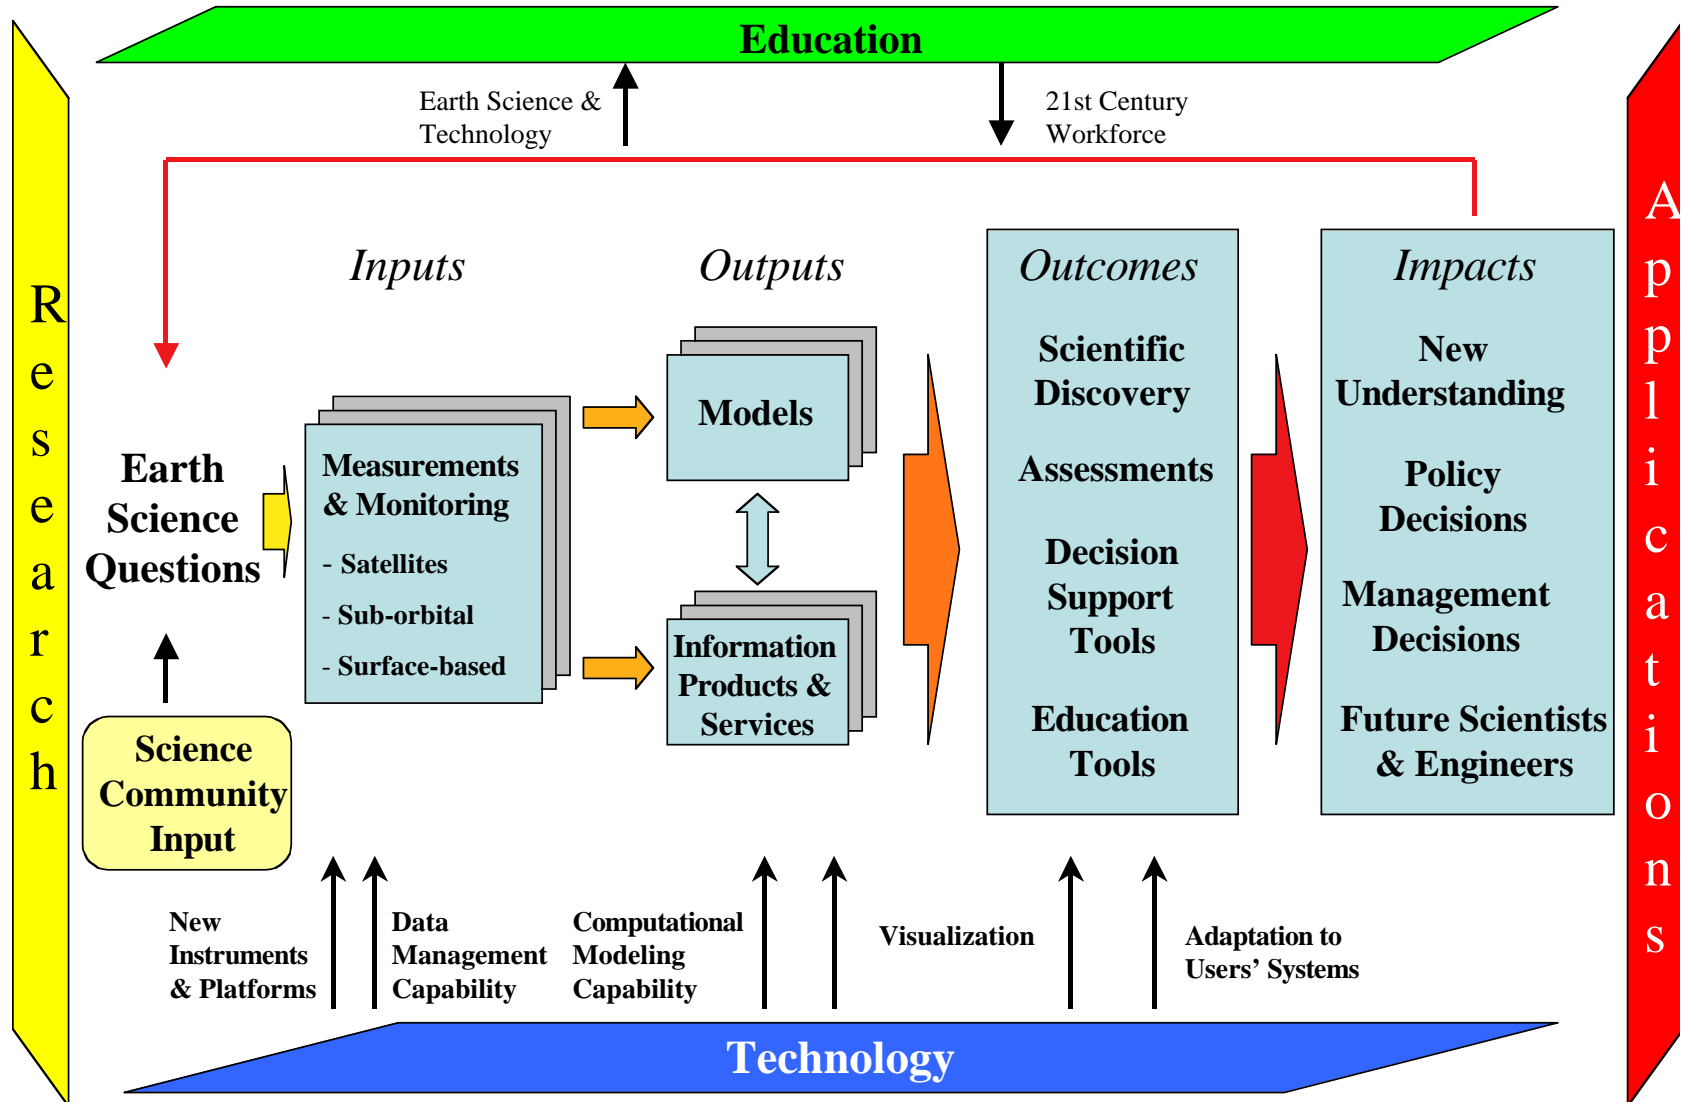 Education
Earth Science &
Technology
21st Century
Workforce
Research
Applications
Inputs
Outputs
Outcomes
Impacts
Earth
Science
Questions
Science
Community
Input
Measurements
& Monitoring
- Satellites
- Sub-orbital
- Surface-based
Models
Information
Products &
Services
Scientific
Discovery
Assessments
Decision
Support
Tools
Education
Tools
New
Understanding
Policy
Decisions
Management
Decisions
Future Scientists
& Engineers
New
Instruments
& Platforms
Data
Management
Capability
Computational
Modeling
Capability
Visualization
Adaptation to
Users’ Systems
Technology